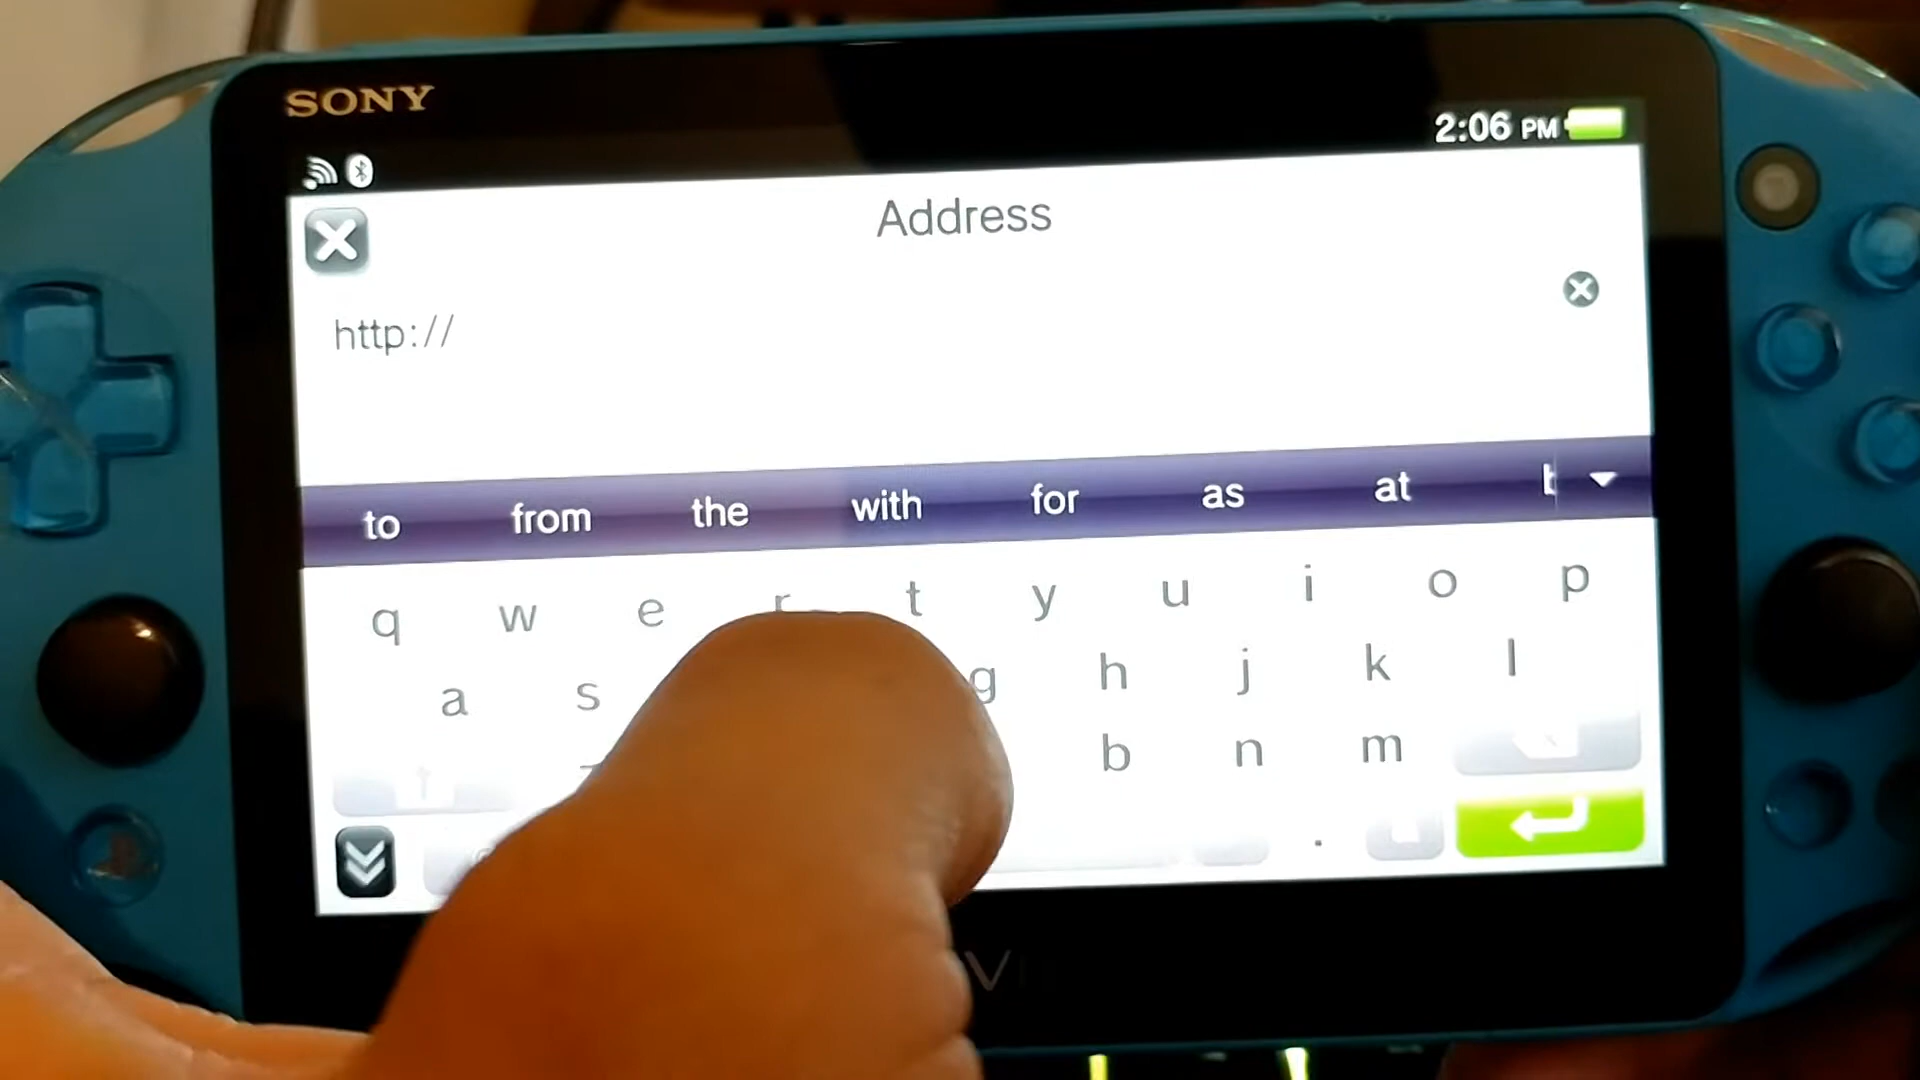 SONY
2:06 PM
Address
http://
to from the with for as at
q w e r t y u i o p
a s g h j k l
b n m
.